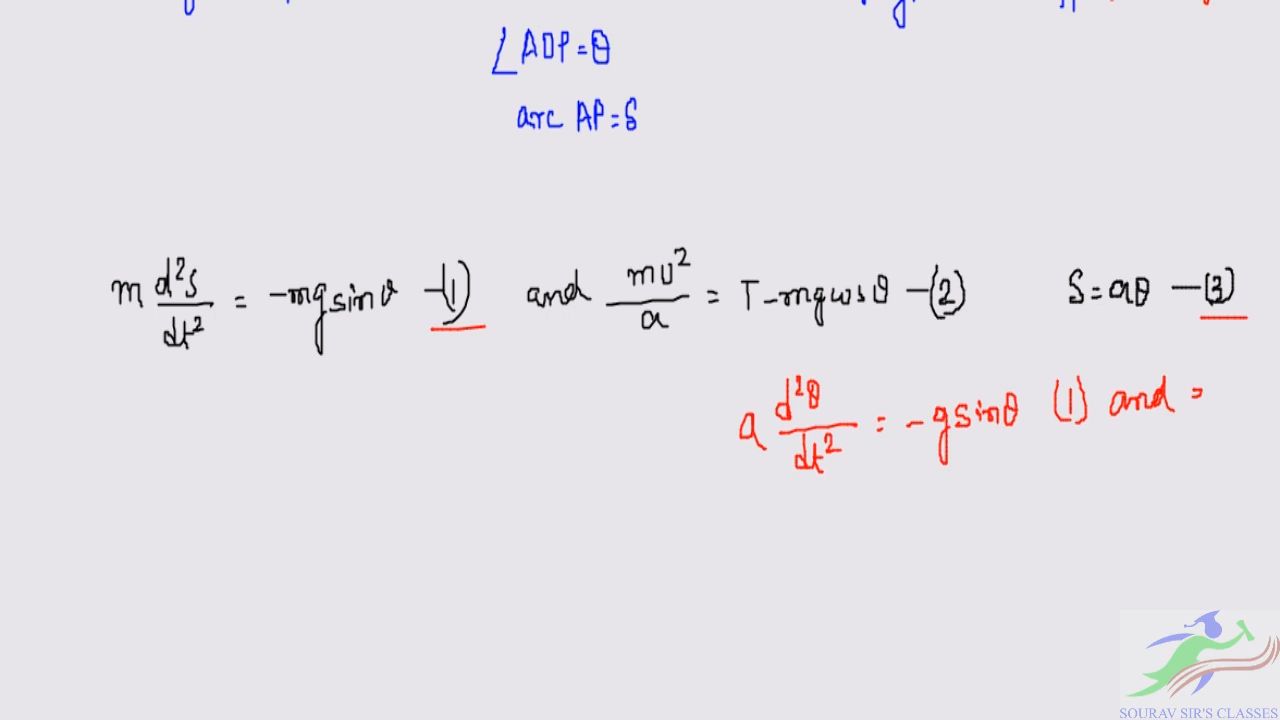 ∠AOP=θ
arc AP=S
m d²s/dt² = -mg sinθ -(1) and mv²/a = T-mg cosθ -(2) S=aθ -(3)
a d²θ/dt² = -g sinθ (1) and
SOURAV SIR'S CLASSES